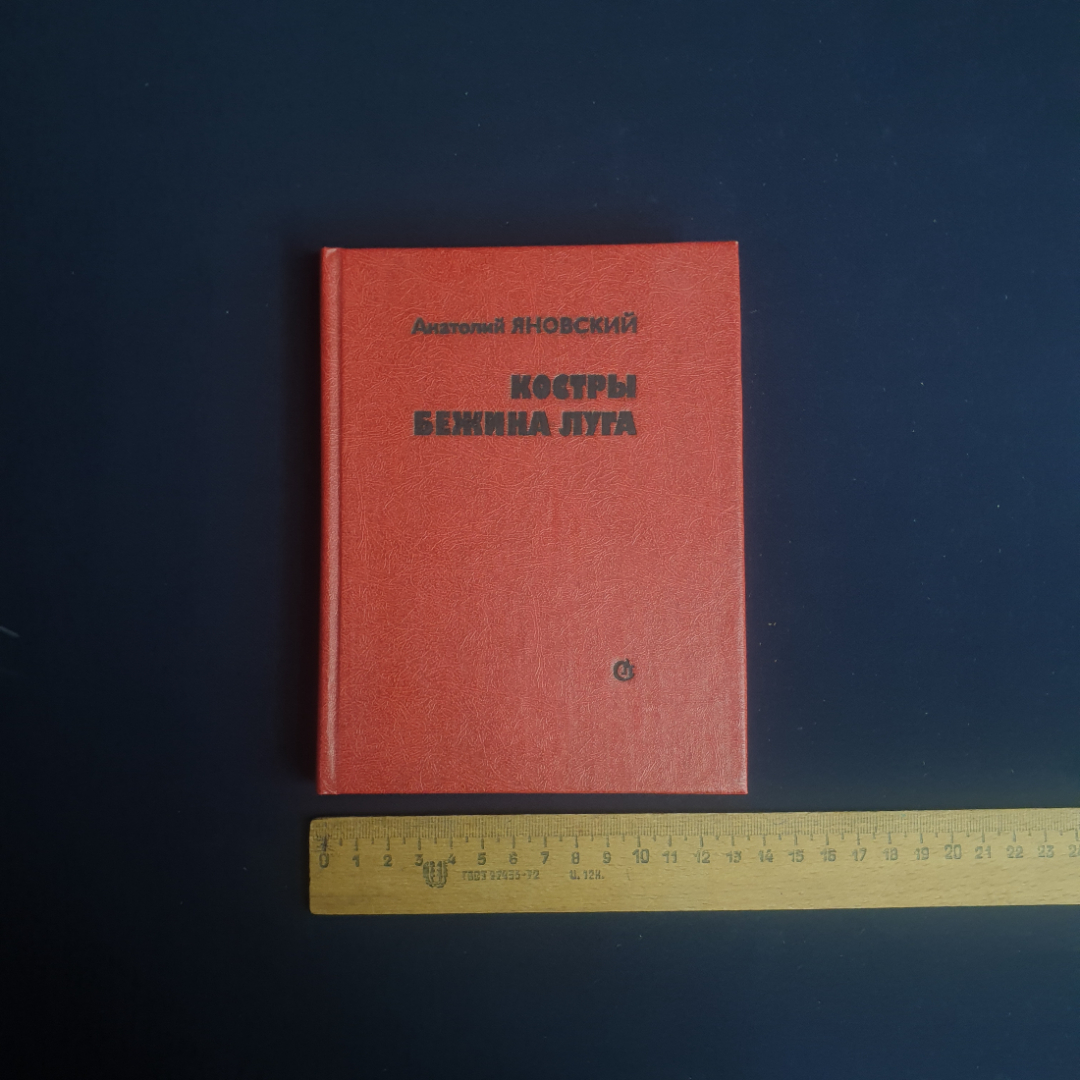 Анатолий ЯНОВСКИЙ
КОСТРЫ
БЕЖИНА ЛУГА
0 1 2 3 4 5 6 7 8 9 10 11 12 13 14 15 16 17 18 19 20 21 22 23
Ц. 12К.